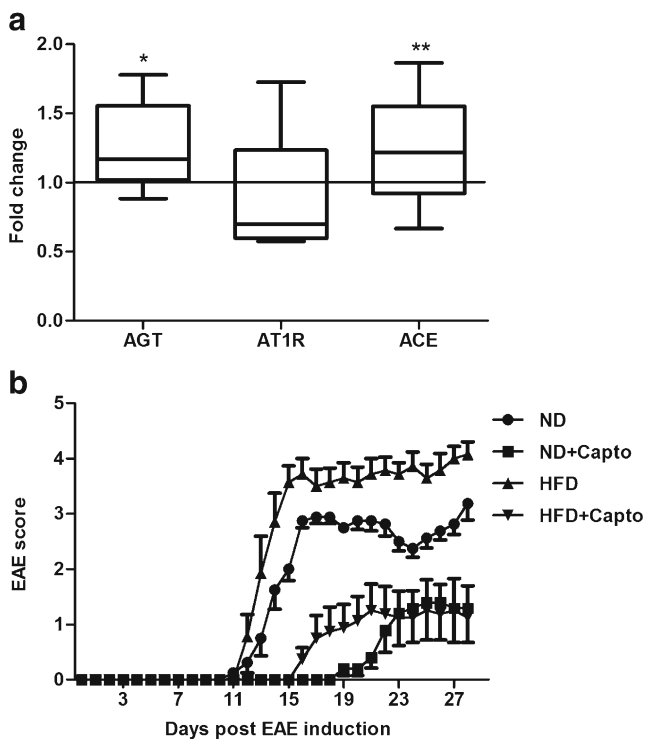 a
Fold change
2.0
1.5
1.0
0.5
0.0
*
**
AGT AT1R ACE
b
EAE score
5
4
3
2
1
0
3 7 11 15 19 23 27
Days post EAE induction
ND
ND+Capto
HFD
HFD+Capto